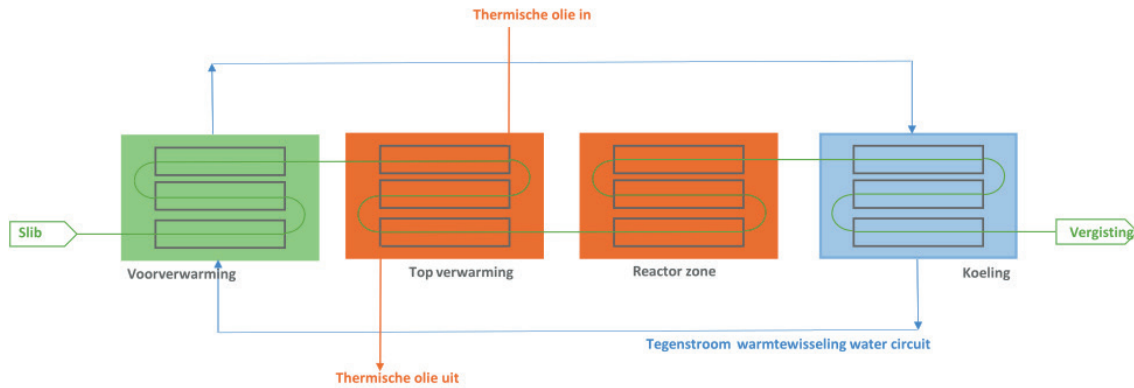 Thermische olie in
Slib
Vergisting
Voorverwarming
Top verwarming
Reactor zone
Koeling
Tegenstroom warmtewisseling water circuit
Thermische olie uit